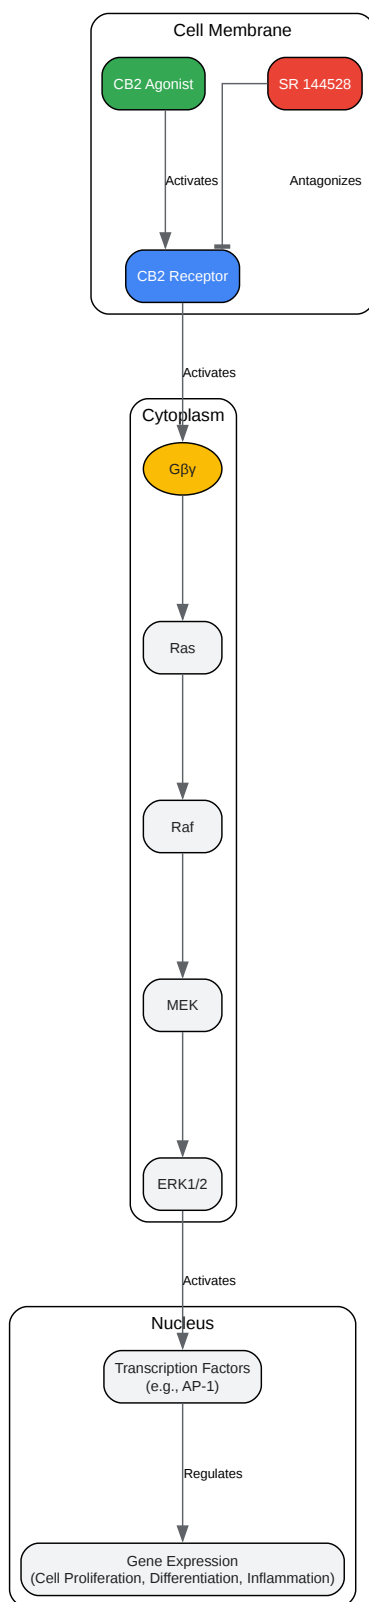 Cell Membrane
CB2 Agonist
SR 144528
Activates
Antagonizes
CB2 Receptor
Activates
Cytoplasm
Gβγ
Ras
Raf
MEK
ERK1/2
Activates
Nucleus
Transcription Factors
(e.g., AP-1)
Regulates
Gene Expression
(Cell Proliferation, Differentiation, Inflammation)